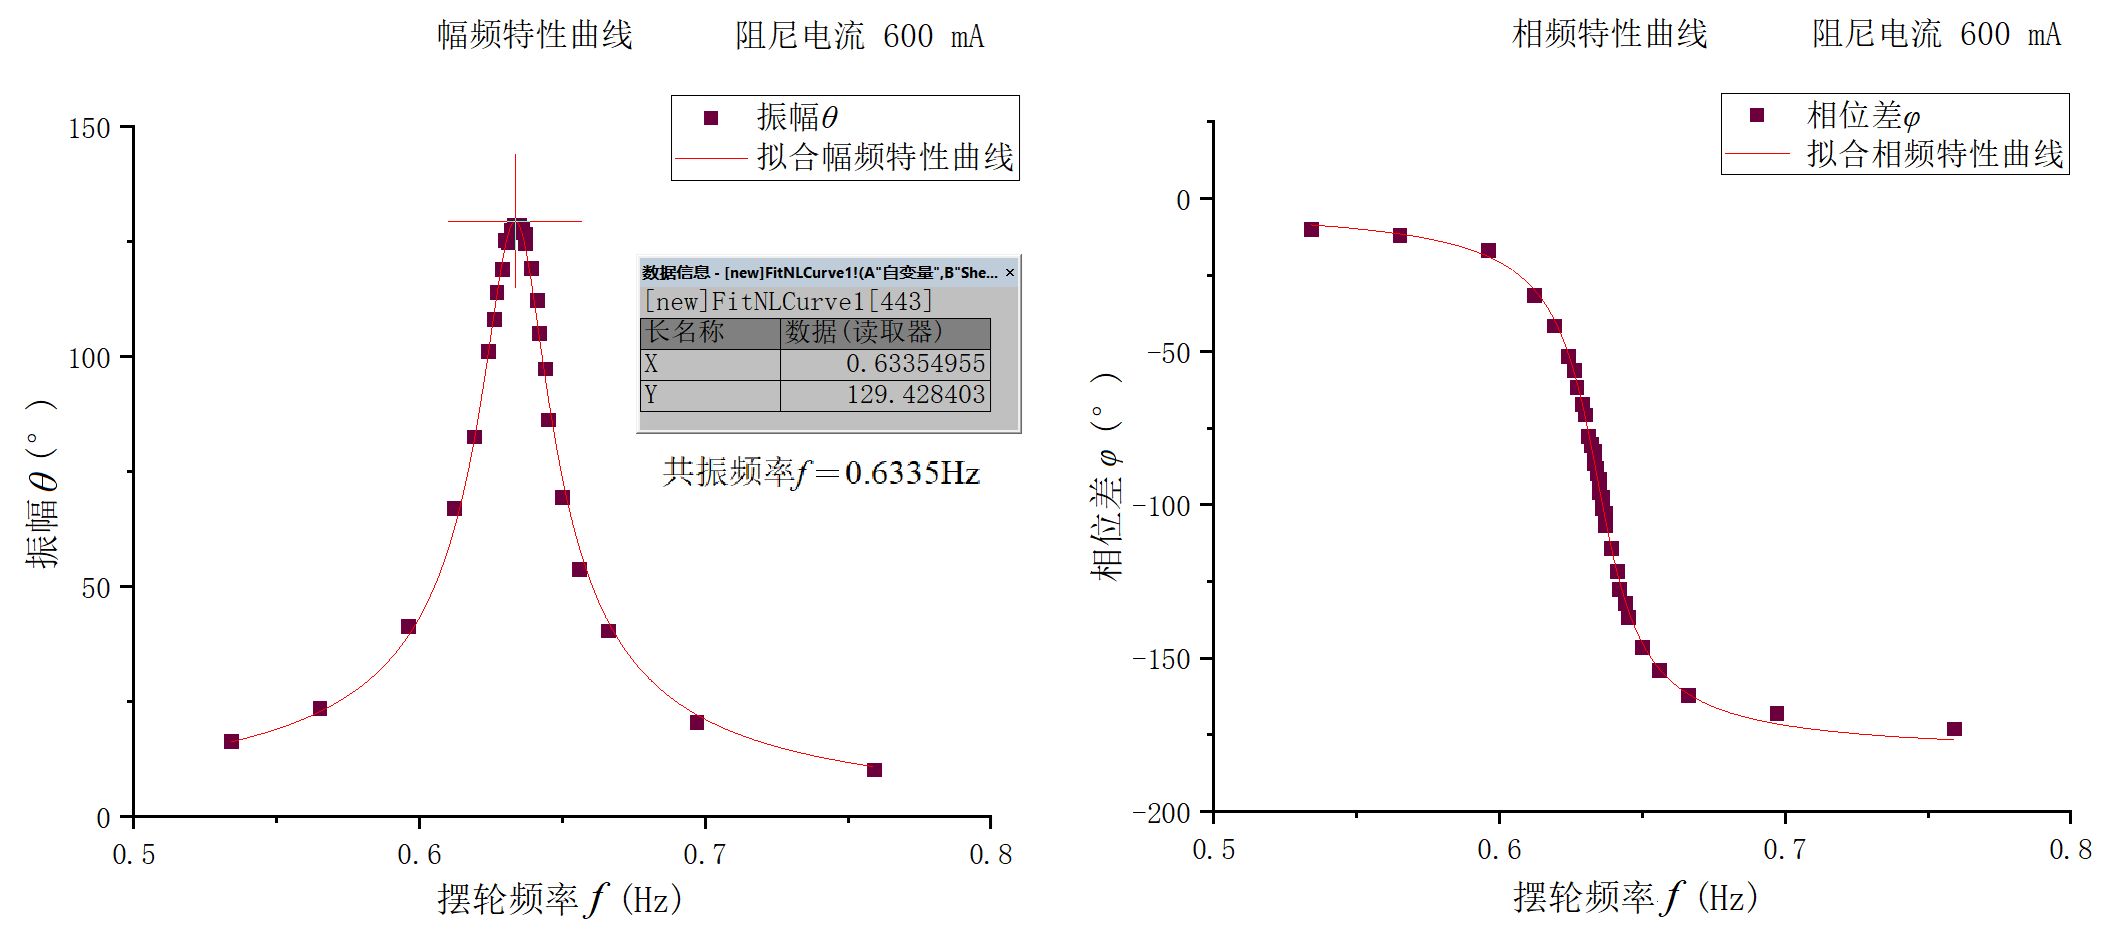 幅频特性曲线 阻尼电流 600 mA
振幅θ
拟合幅频特性曲线
150
100
50
0
振幅θ(°)
数据信息 - [new]FitNLCurve1!(A"自变量",B"She... ×
[new]FitNLCurve1[443]
长名称 数据(读取器)
X 0.63354955
Y 129.428403
共振频率f=0.6335Hz
0.5 0.6 0.7 0.8
摆轮频率f(Hz)
相频特性曲线 阻尼电流 600 mA
相位差φ
拟合相频特性曲线
0
-50
-100
-150
-200
相位差φ(°)
0.5 0.6 0.7 0.8
摆轮频率f(Hz)